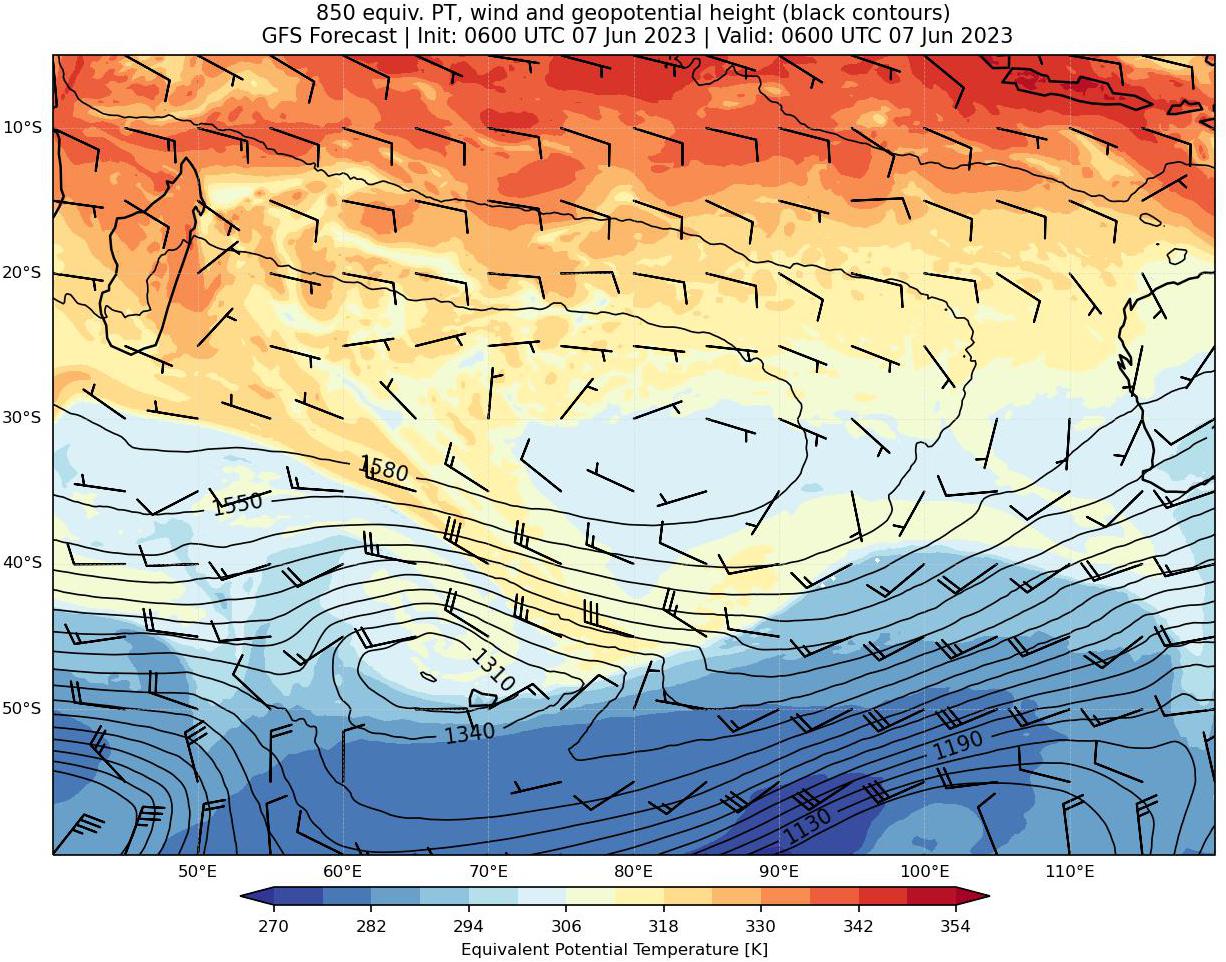 850 equiv. PT, wind and geopotential height (black contours)
GFS Forecast | Init: 0600 UTC 07 Jun 2023 | Valid: 0600 UTC 07 Jun 2023
10°S
20°S
30°S
1580
1550
40°S
1310
50°S
1340
1190
1130
50°E 60°E 70°E 80°E 90°E 100°E 110°E
270 282 294 306 318 330 342 354
Equivalent Potential Temperature [K]